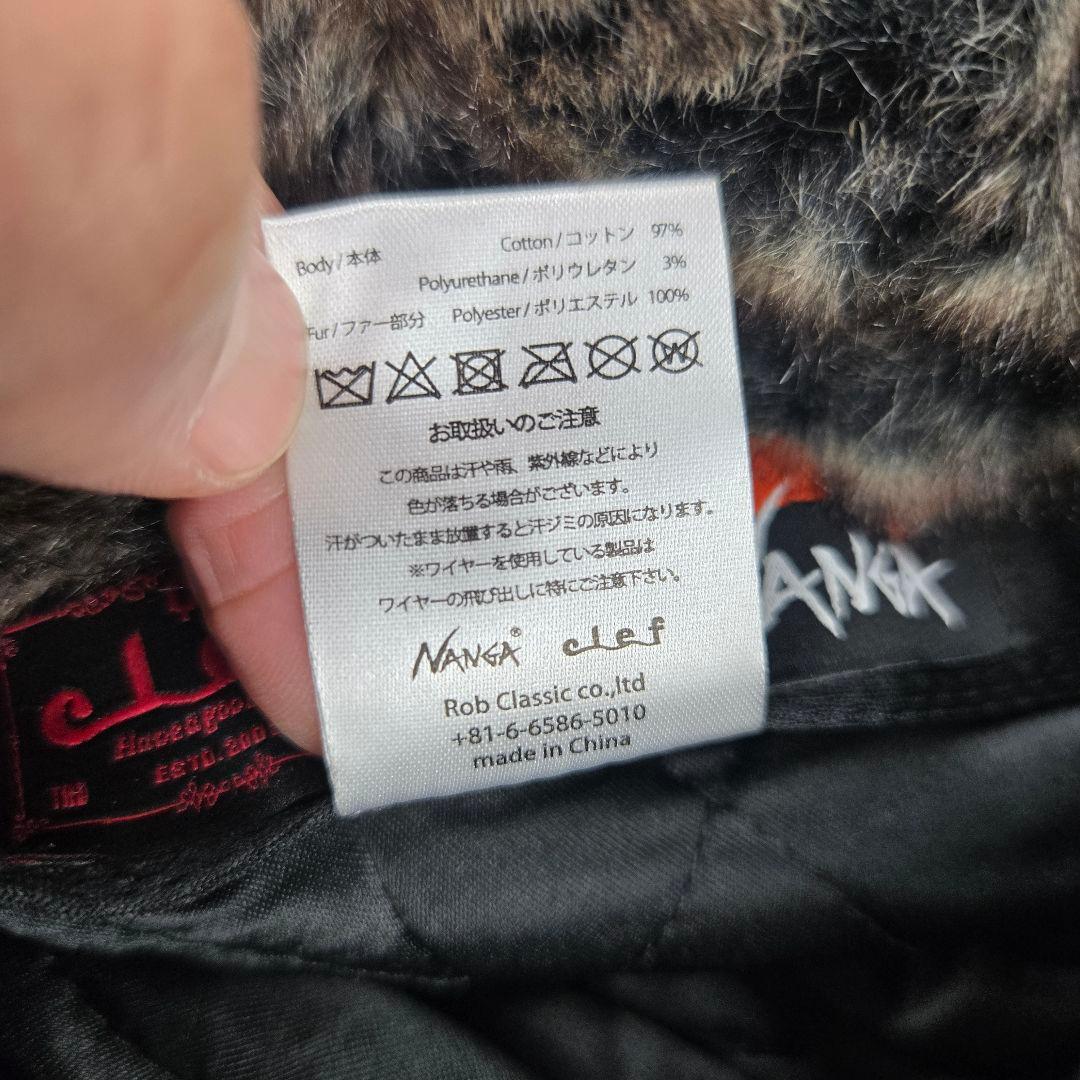 Body/本体 Cotton/コットン 97%
Polyurethane/ポリウレタン 3%
Fur/ファー部分 Polyester/ポリエステル 100%
W
お取扱いのご注意
この商品は汗や雨、紫外線などにより
色が落ちる場合がございます。
汗がついたまま放置すると汗ジミの原因になります。
※ワイヤーを使用している製品は
ワイヤーの飛び出しに特にご注意下さい。
NANGA® clef
Rob Classic co.,ltd
+81-6-6586-5010
made in China
NANGA